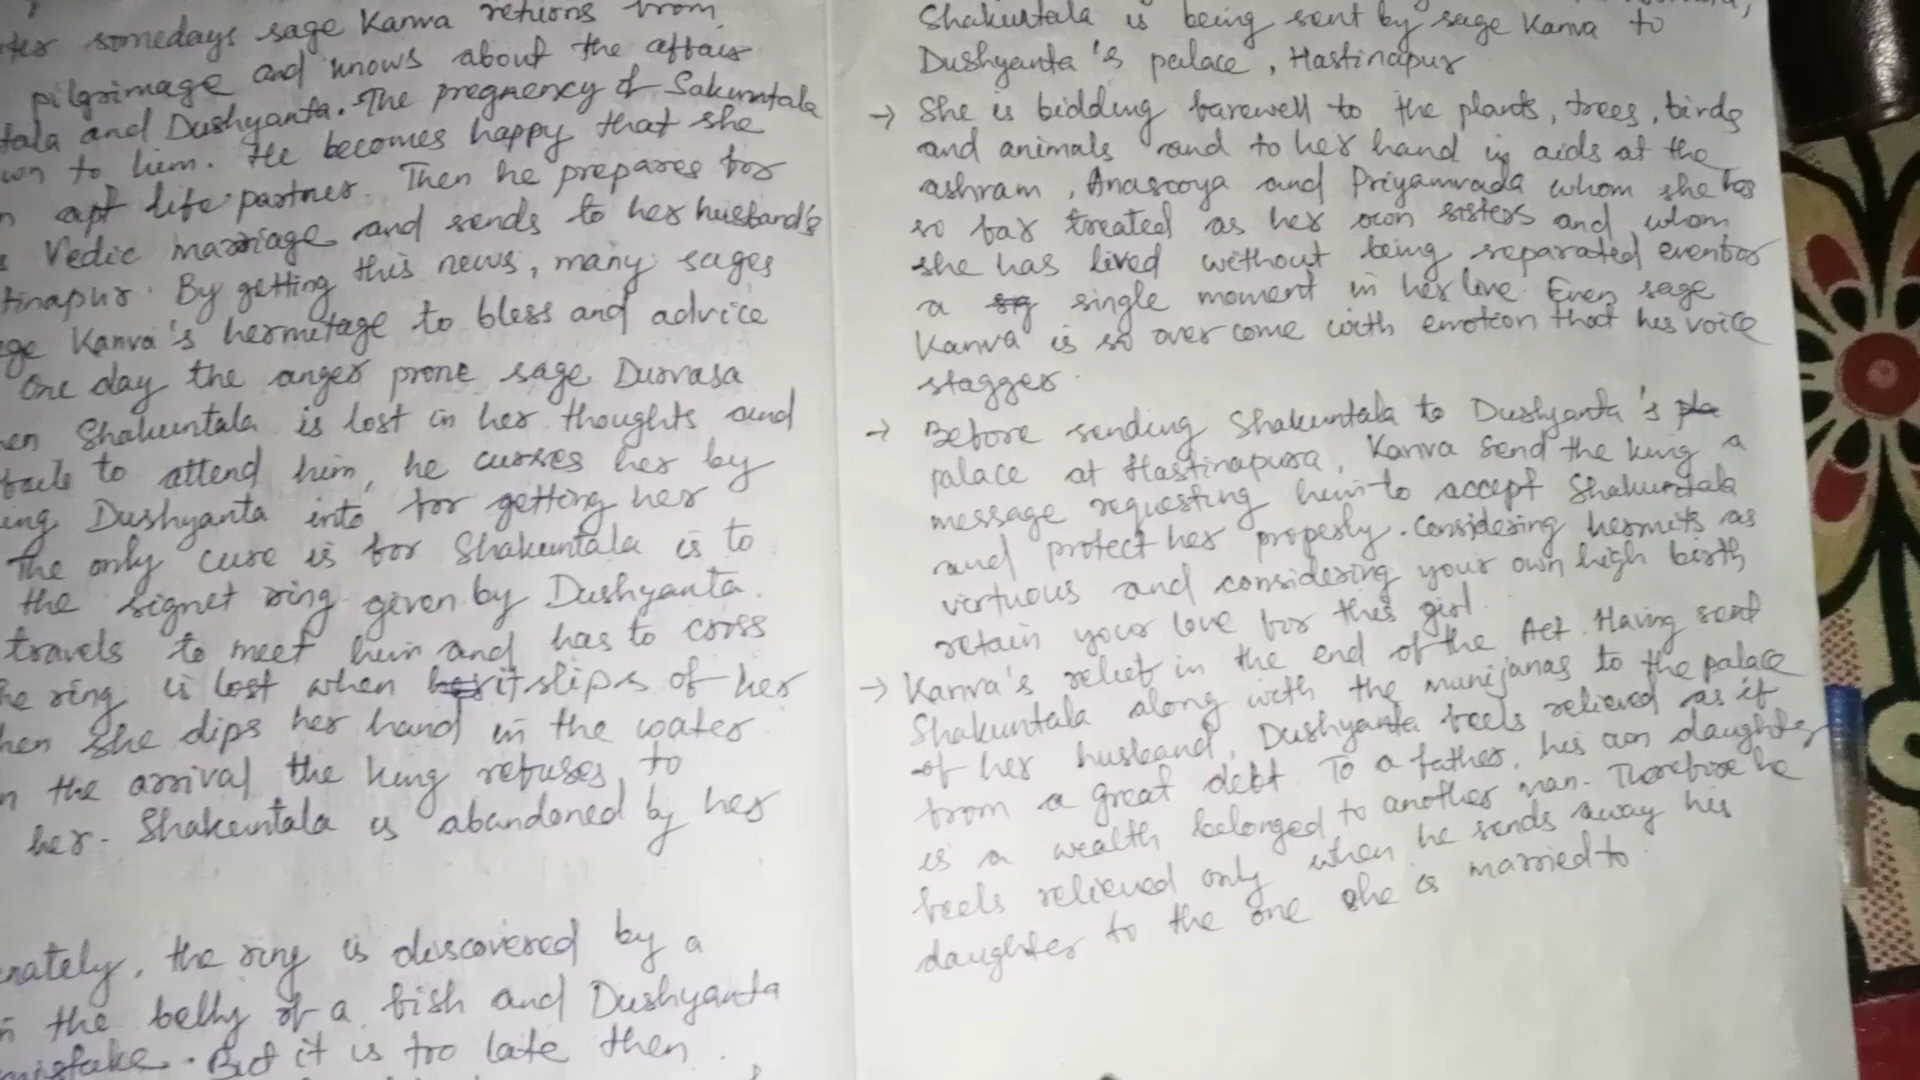 somedays sage Kanwa returns from
pilgrimage and knows about the affair
tala and Dushyanta. The pregnency of Sakuntala
wn to him. He becomes happy that she
n apt life partner. Then he prepares for
s Vedic marriage and sends to her husband's
tinapur. By getting this news, many sages
ge Kanva's hermitage to bless and advice
One day the anger prone sage Durvasa
en Shakuntala is lost in her thoughts and
fails to attend him, he curses her by
ing Dushyanta into for getting her
The only cure is for Shakuntala is to
the signet ring given by Dushyanta.
travels to meet him and has to cross
he ring is lost when it slips of her
hen she dips her hand in the water
n the arrival the king refuses to
her. Shakuntala is abandoned by her
nately, the ring is discovered by a
n the belly of a fish and Dushyanta
mistake. But it is too late then.
Shakuntala is being sent by sage Kanva to
Dushyanta's palace, Hastinapur
→ She is bidding farewell to the plants, trees, birds
and animals and to her hand in aids at the
ashram, Anasooya and Priyamvada whom she has
so far treated as her own sisters and whom
she has lived without being separated evenfor
a single moment in her live. Even sage
Kanva is so over come with emotion that his voice
stagger.
→ Before sending Shakuntala to Dushyanta's
palace at Hastinapura, Kanva send the king a
message requesting him to accept Shakuntala
and protect her properly. Considering hermits as
virtuous and considering your own high birth
retain your love for this girl.
→ Kanva's relief in the end of the Act. Having sent
Shakuntala along with the munijanas to the palace
of her husband, Dushyanta feels relieved as if
from a great debt. To a father, his own daughter
is a wealth belonged to another man. Therefore he
feels relieved only when he sends away his
daughter to the one she is married to